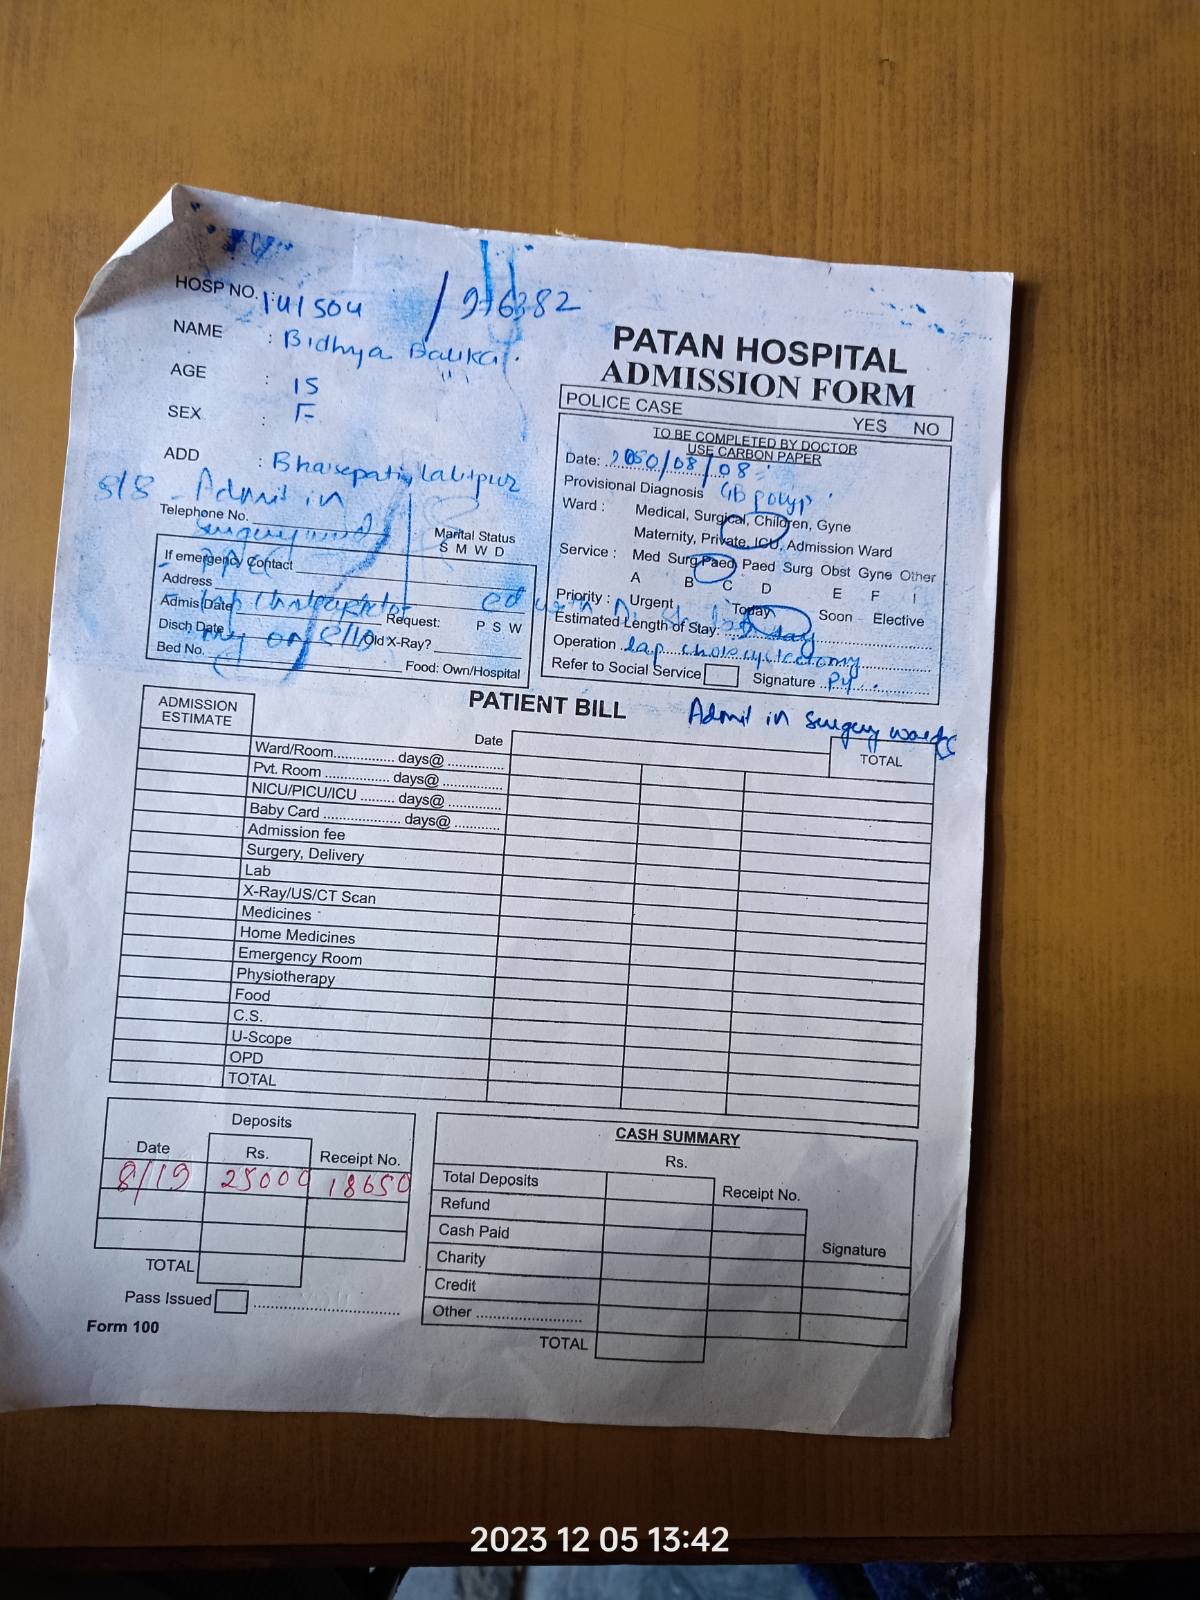 HOSP NO. 141504 / 976382
NAME : Bidhya Balika
AGE : 15
SEX : F
ADD : Bhaisepati, Lalitpur
S/S - Admit in
Telephone No.
surgery ward
Marital Status
S M W D
If emergency Contact
Address
Admis Date
Request: P S W
Disch Date
Old X-Ray?
Bed No.
Food: Own/Hospital
PATAN HOSPITAL
ADMISSION FORM
POLICE CASE YES NO
TO BE COMPLETED BY DOCTOR
USE CARBON PAPER
Date: 2080/08/08
Provisional Diagnosis GB polyp
Ward : Medical, Surgical, Children, Gyne
Maternity, Private, ICU, Admission Ward
Service : Med Surg Paed Paed Surg Obst Gyne Other
A B C D E F I
Priority : Urgent Today Soon Elective
Estimated Length of Stay: day
Operation lap cholecystectomy
Refer to Social Service Signature
Admit in surgery ward
PATIENT BILL
ADMISSION
ESTIMATE
Date
TOTAL
Ward/Room............... days@ .............
Pvt. Room ............... days@ ..............
NICU/PICU/ICU ......... days@ .............
Baby Card .................... days@ ...........
Admission fee
Surgery, Delivery
Lab
X-Ray/US/CT Scan
Medicines
Home Medicines
Emergency Room
Physiotherapy
Food
C.S.
U-Scope
OPD
TOTAL
Deposits
Date Rs. Receipt No.
8/19 25000 18650
TOTAL
Pass Issued
Form 100
CASH SUMMARY
Rs.
Total Deposits
Receipt No.
Refund
Cash Paid
Signature
Charity
Credit
Other ..........................
TOTAL
2023 12 05 13:42